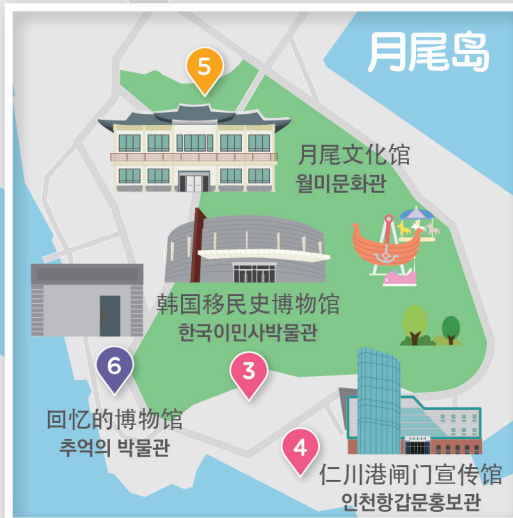 月尾岛
5
月尾文化馆
월미문화관
韩国移民史博物馆
한국이민사박물관
6
3
回忆的博物馆
추억의 박물관
4
仁川港闸门宣传馆
인천항갑문홍보관